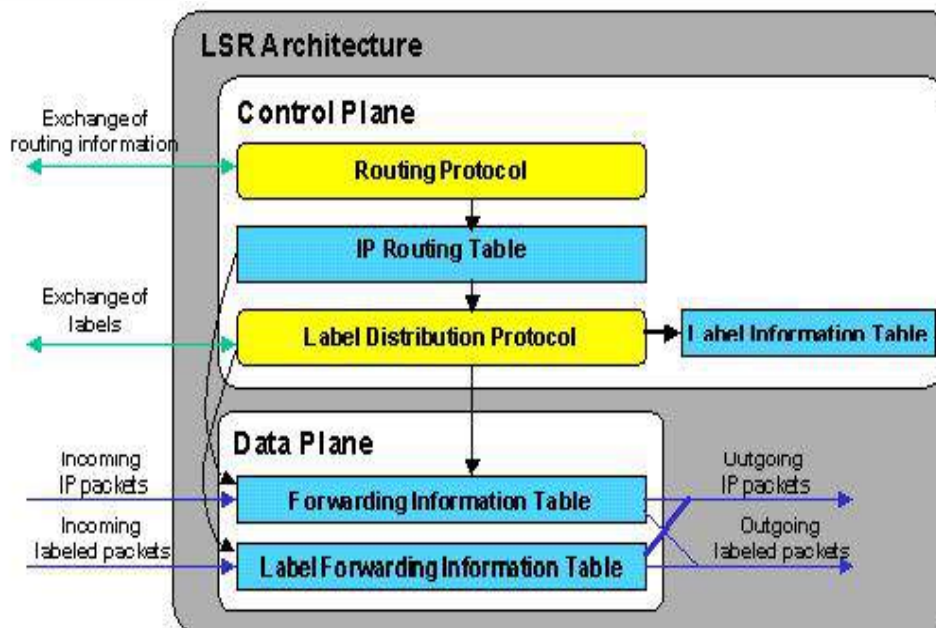 LSR Architecture
Control Plane
Exchange of
routing information
Routing Protocol
IP Routing Table
Exchange of
labels
Label Distribution Protocol
Label Information Table
Data Plane
Incoming
IP packets
Forwarding Information Table
Outgoing
IP packets
Incoming
labeled packets
Label Forwarding Information Table
Outgoing
labeled packets